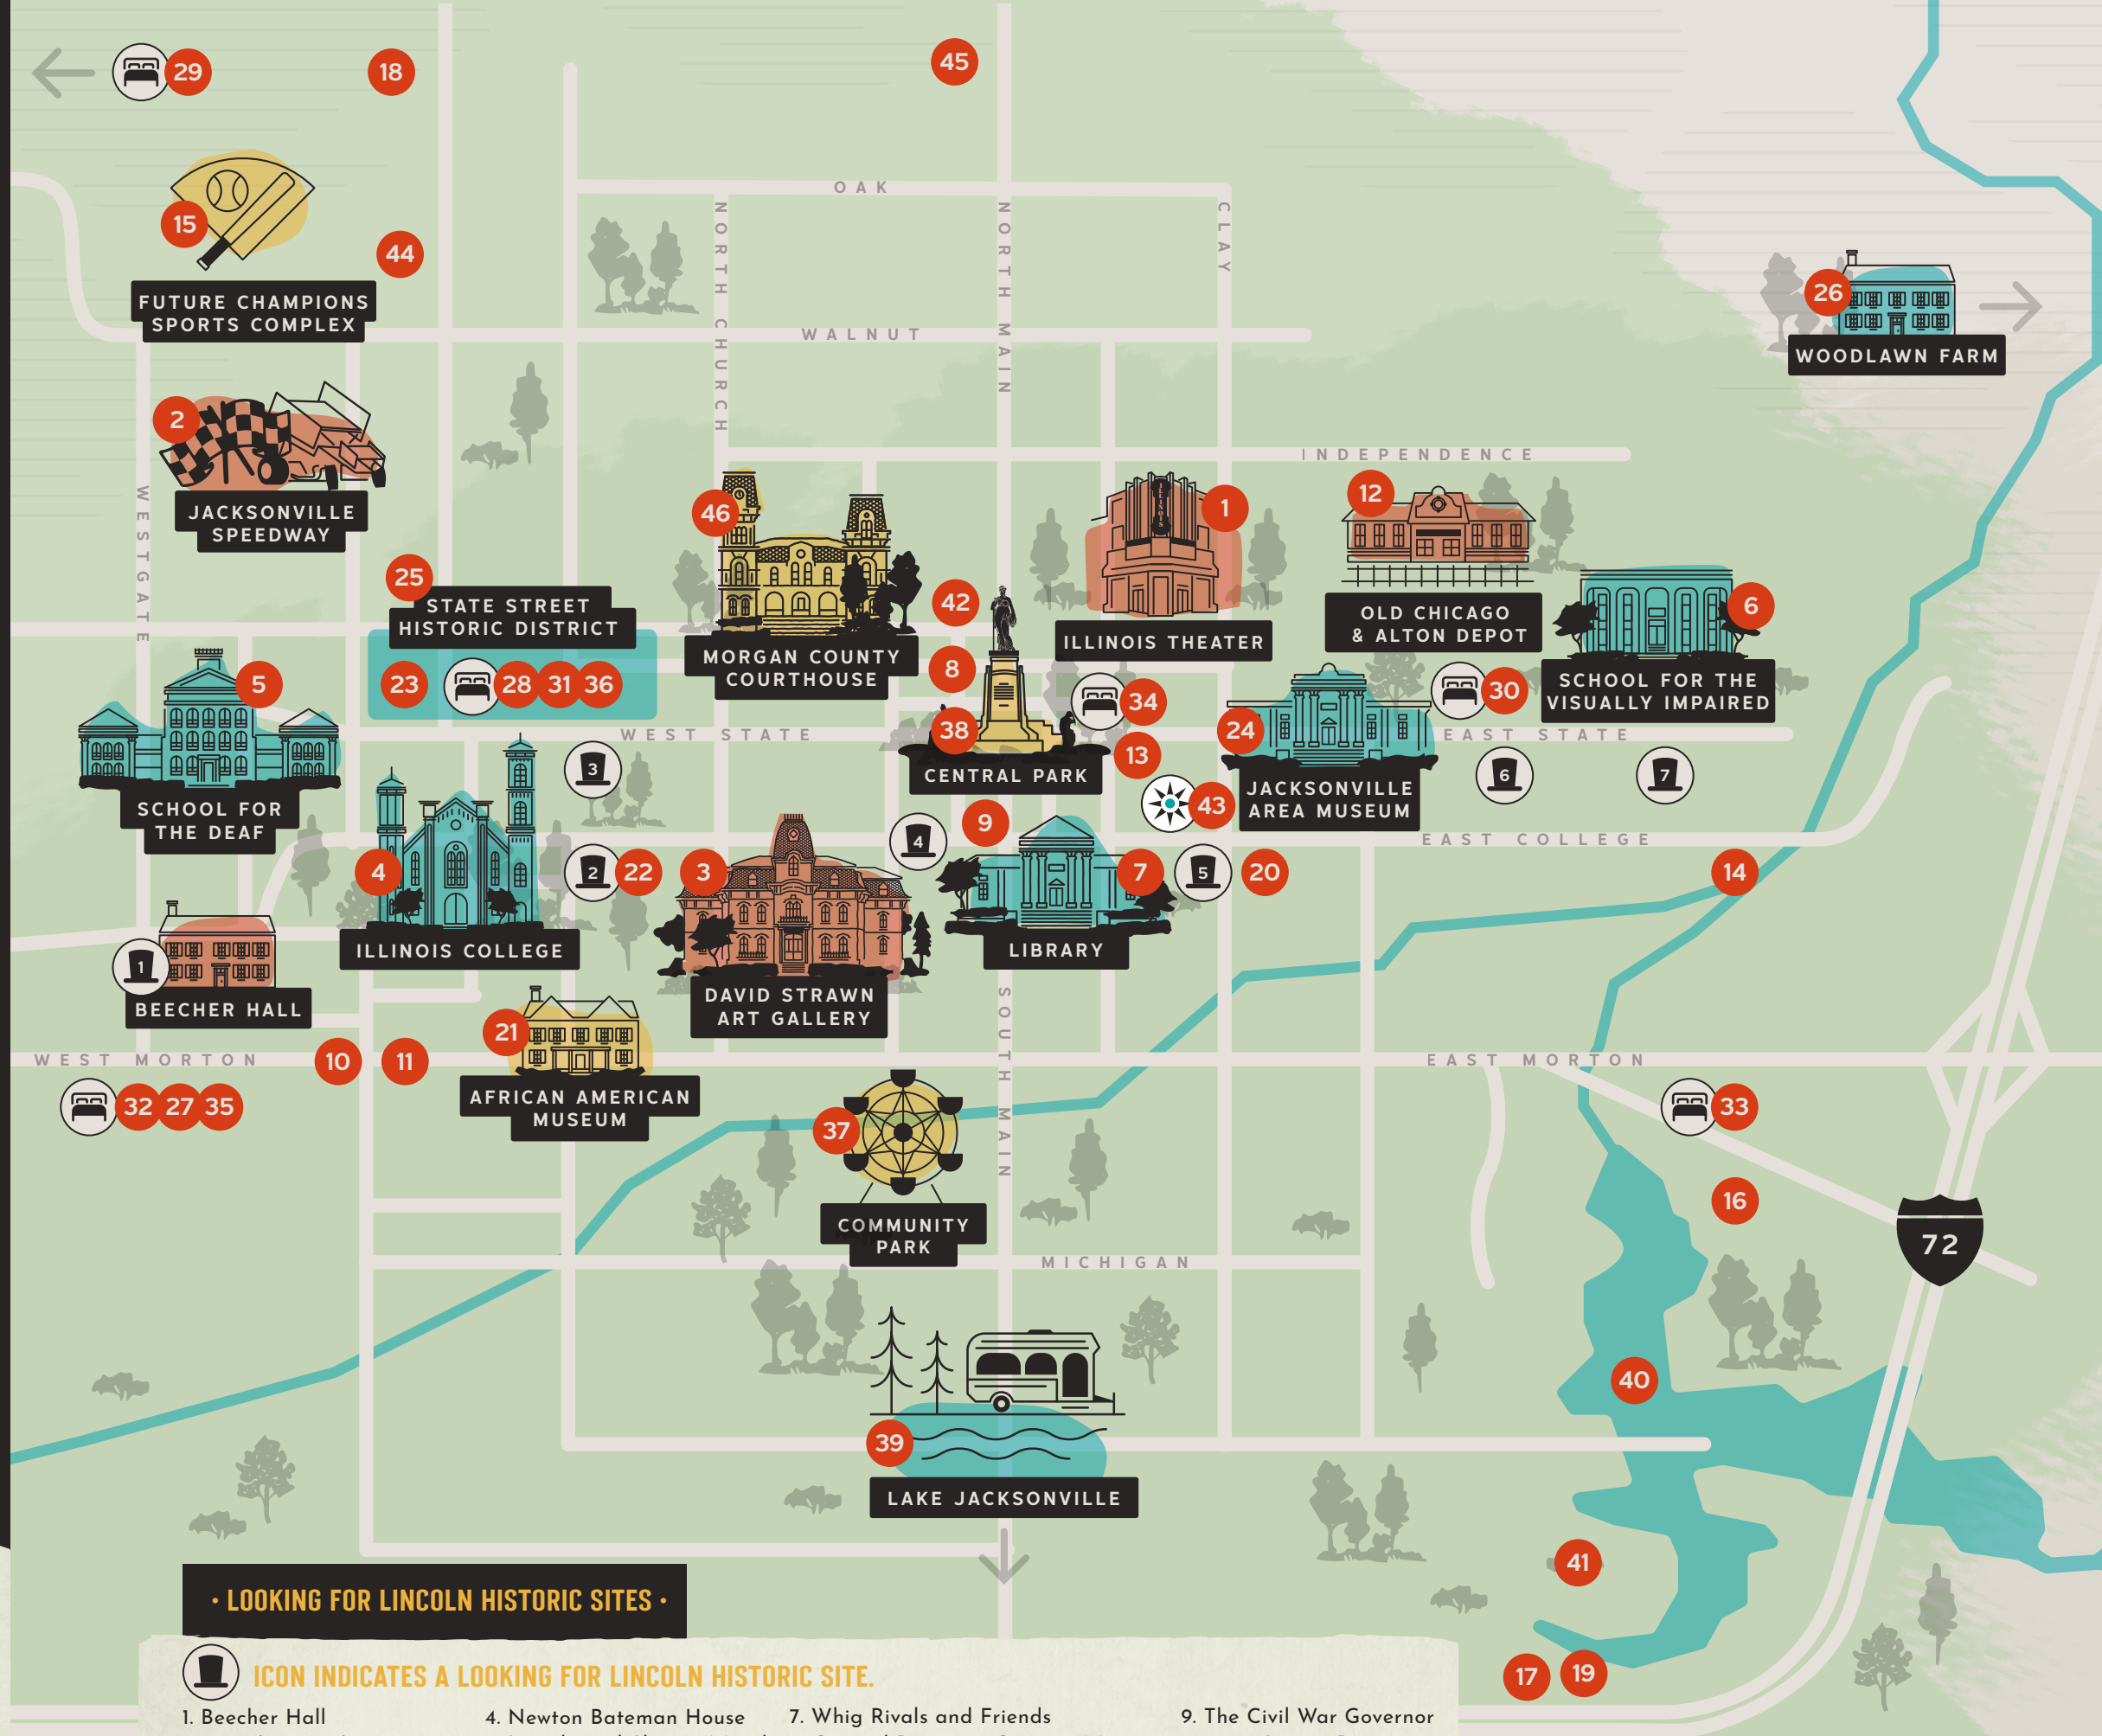 29
18
45
OAK
NORTH CHURCH
NORTH MAIN
CLAY
15
44
FUTURE CHAMPIONS
SPORTS COMPLEX
26
WOODLAWN FARM
WALNUT
2
JACKSONVILLE
SPEEDWAY
WESTGATE
INDEPENDENCE
46
1
ILLINOIS
12
25
STATE STREET
HISTORIC DISTRICT
42
6
OLD CHICAGO
& ALTON DEPOT
ILLINOIS THEATER
MORGAN COUNTY
COURTHOUSE
8
5
23
28
31
36
34
30
SCHOOL FOR THE
VISUALLY IMPAIRED
WEST STATE
38
24
EAST STATE
13
3
CENTRAL PARK
6
7
JACKSONVILLE
AREA MUSEUM
43
SCHOOL FOR
THE DEAF
9
4
EAST COLLEGE
4
2
22
3
7
5
20
14
ILLINOIS COLLEGE
LIBRARY
1
BEECHER HALL
DAVID STRAWN
ART GALLERY
SOUTH MAIN
21
WEST MORTON
10
11
EAST MORTON
AFRICAN AMERICAN
MUSEUM
32
27
35
33
37
16
COMMUNITY
PARK
72
MICHIGAN
40
39
LAKE JACKSONVILLE
41
17
19
• LOOKING FOR LINCOLN HISTORIC SITES •
ICON INDICATES A LOOKING FOR LINCOLN HISTORIC SITE.
1. Beecher Hall
4. Newton Bateman House
7. Whig Rivals and Friends
9. The Civil War Governor